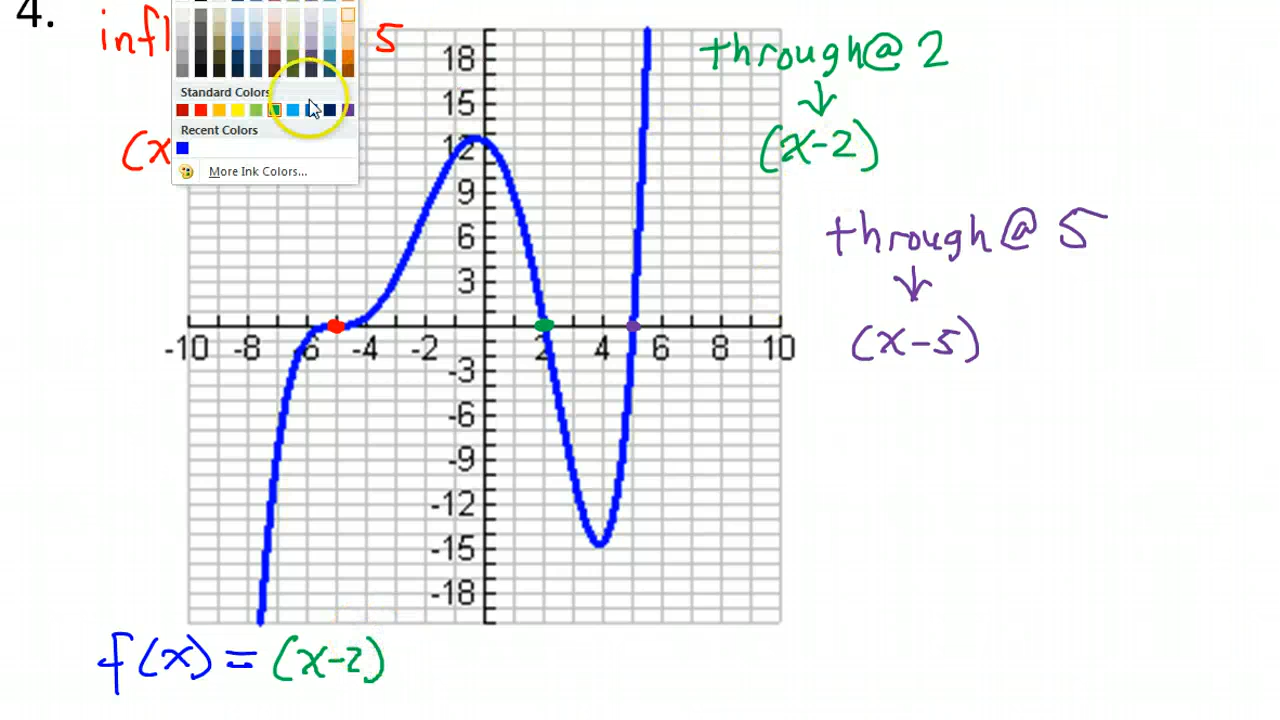 4.
infl 5
(x
Standard Colors
Recent Colors
More Ink Colors...
through@ 2
↓
(x-2)
through@ 5
↓
(x-5)
18
15
12
9
6
3
-10 -8 -6 -4 -2 2 4 6 8 10
-3
-6
-9
-12
-15
-18
f(x) = (x-2)